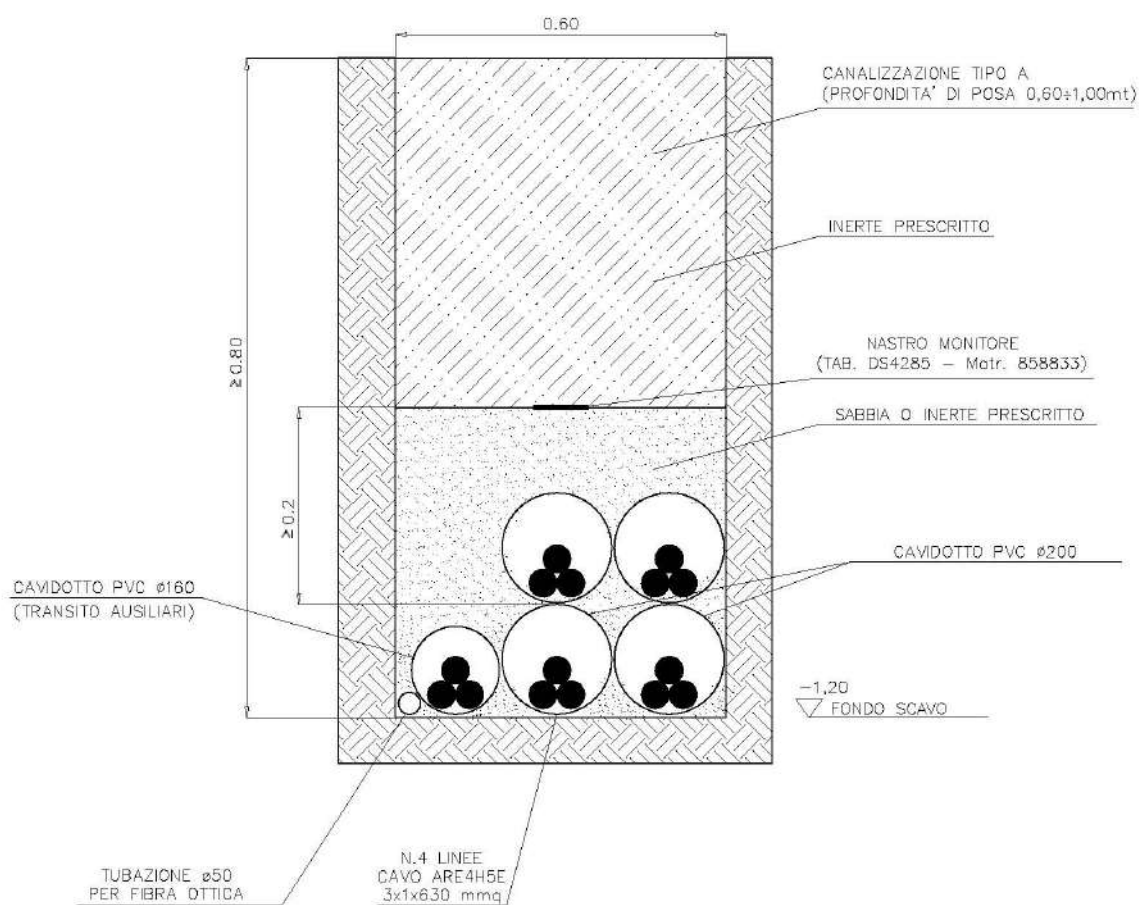 0.60
CANALIZZAZIONE TIPO A
(PROFONDITA' DI POSA 0,60÷1,00mt)
INERTE PRESCRITTO
≥0.80
NASTRO MONITORE
(TAB. DS4285 – Matr. 858833)
SABBIA O INERTE PRESCRITTO
≥0.2
CAVIDOTTO PVC ø200
CAVIDOTTO PVC ø160
(TRANSITO AUSILIARI)
-1,20
FONDO SCAVO
TUBAZIONE ø50
PER FIBRA OTTICA
N.4 LINEE
CAVO ARE4H5E
3x1x630 mmq